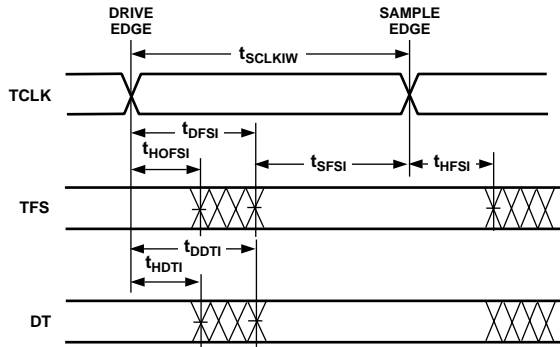 DRIVE
EDGE
SAMPLE
EDGE
tSCLKIW
TCLK
tDFSI
tHOFSI
tSFSI
tHFSI
TFS
tDDTI
tHDTI
DT